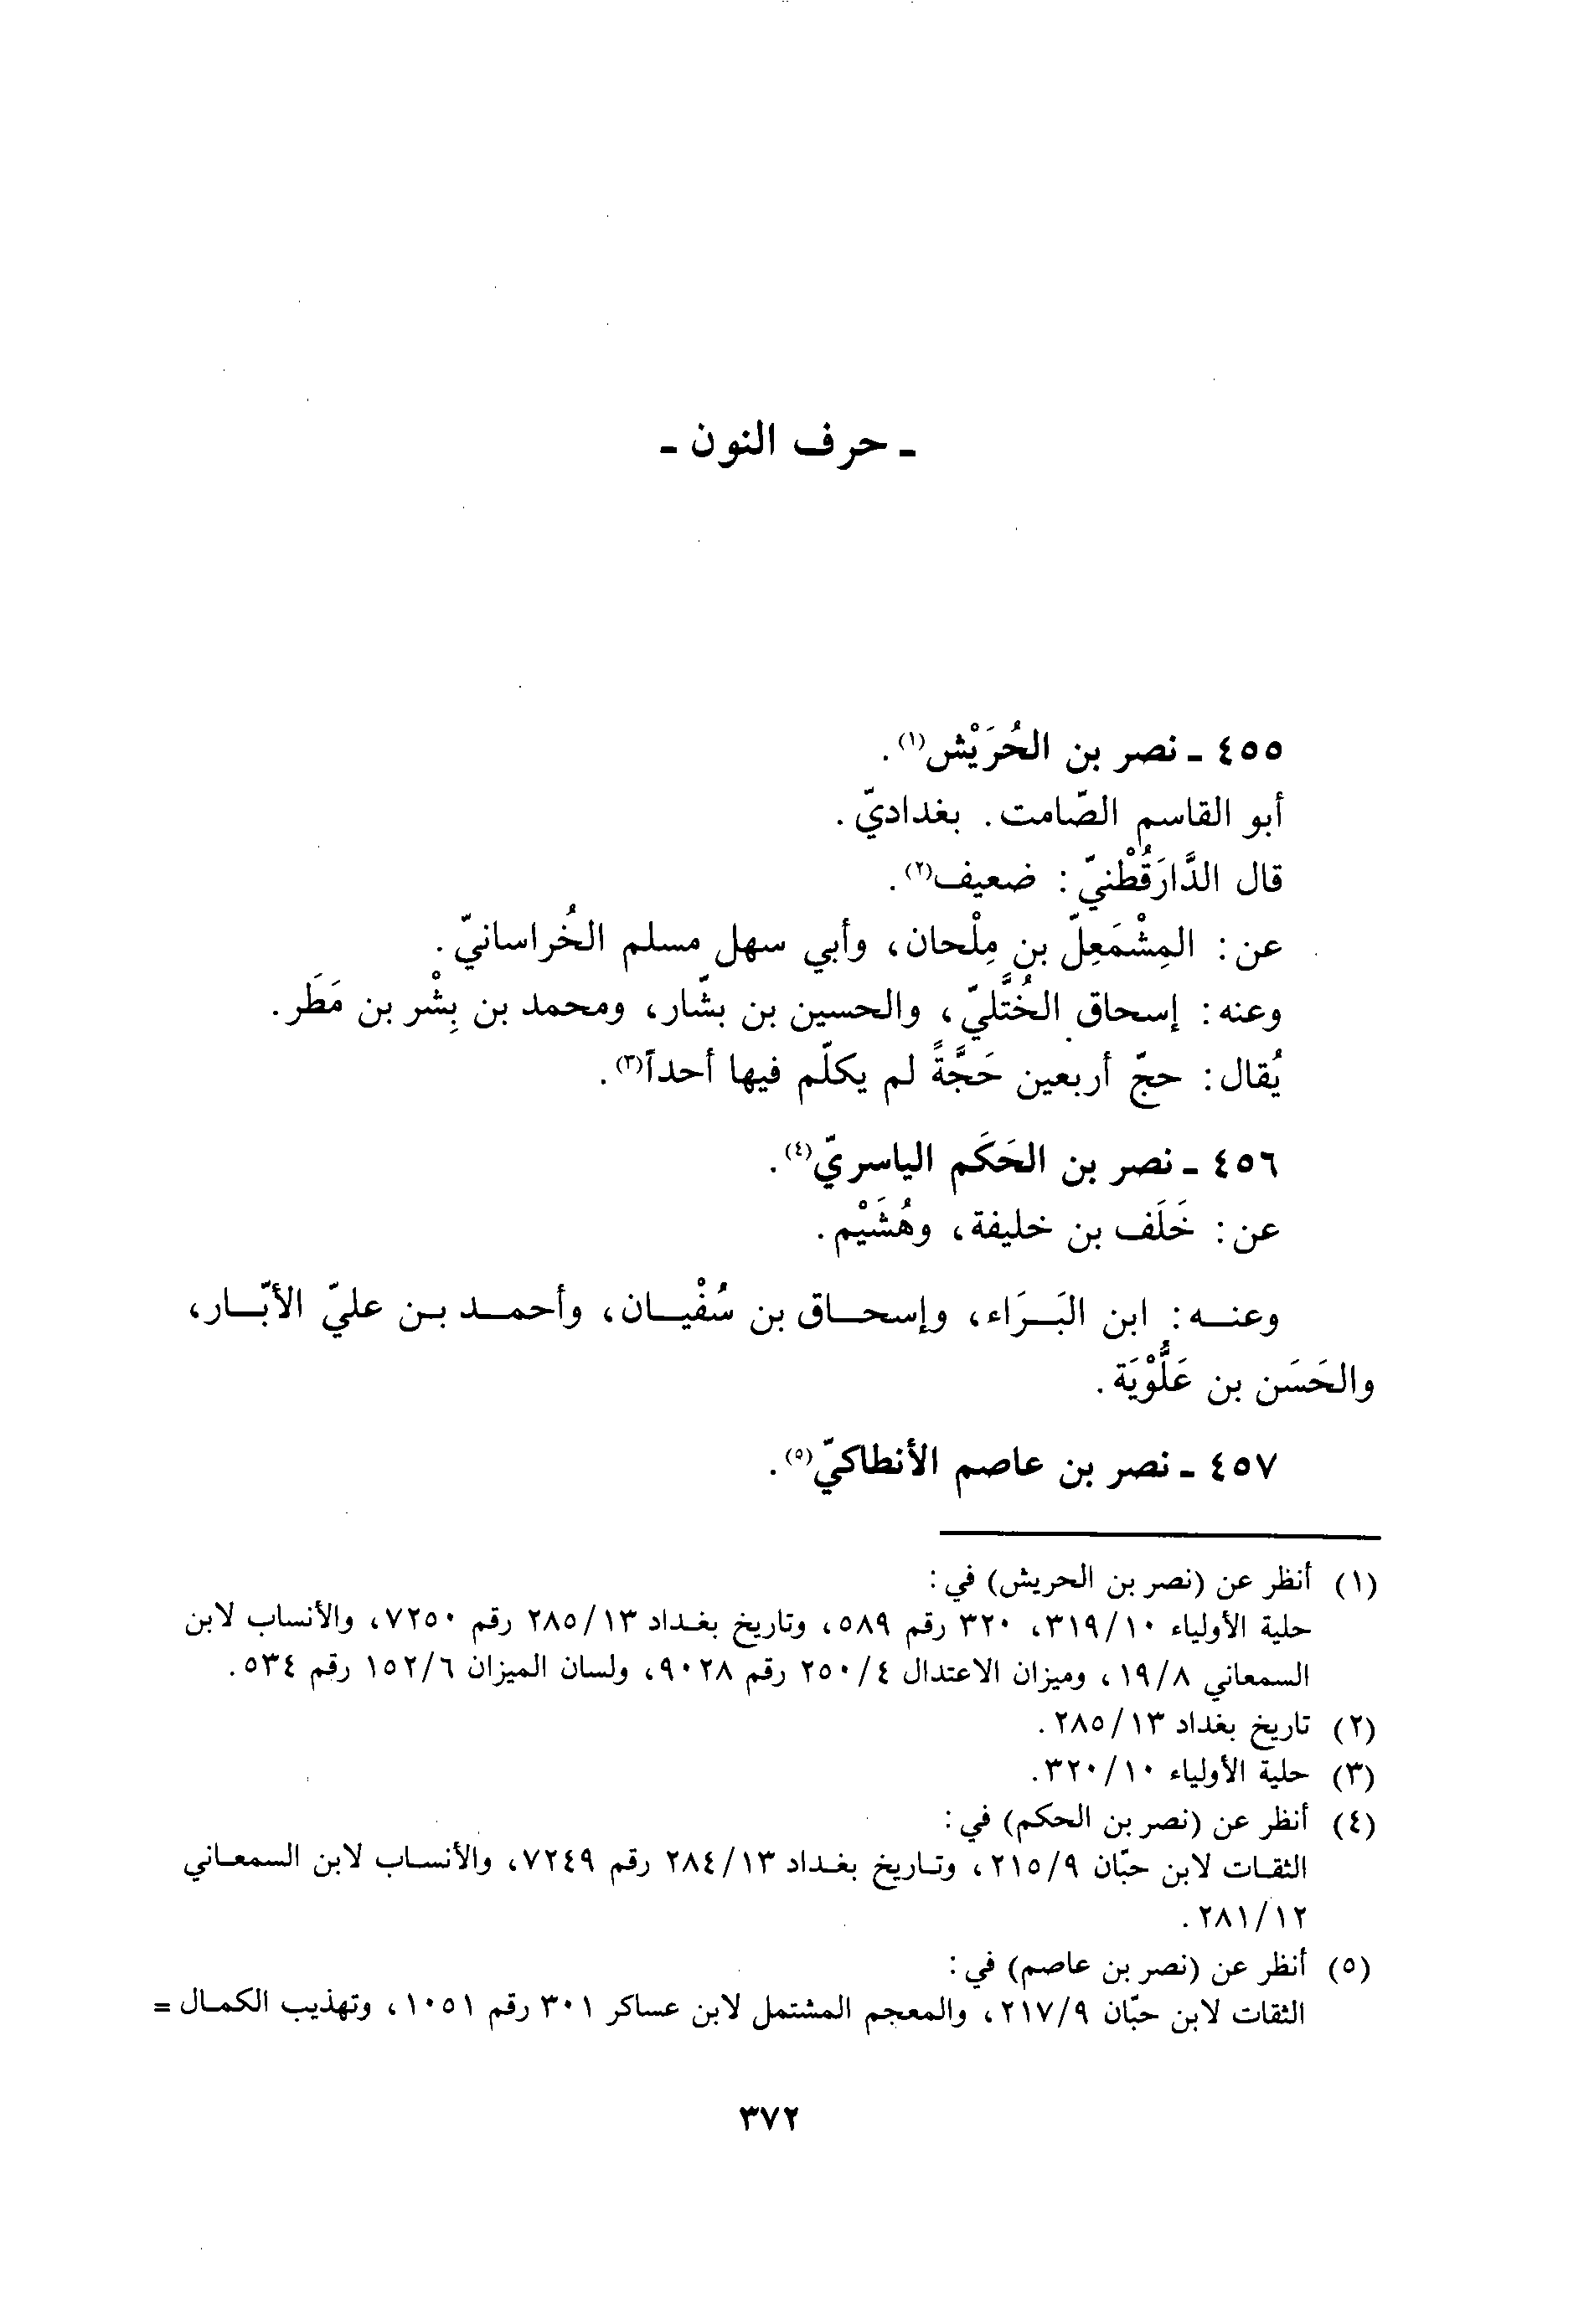 ـ حرف النون ـ
٤٥٥ ـ نصر بن الحُرَيْش(١).
أبو القاسم الصّامت. بغداديّ.
قال الدَّارَقُطْنيّ: ضعيف(٢).
عن: المِشْمَعِلّ بن مِلْحان، وأبي سهل مسلم الخُراسانيّ.
وعنه: إسحاق الخُتَّليّ، والحسين بن بشّار، ومحمد بن بِشْر بن مَطَر.
يُقال: حجّ أربعين حَجَّةً لم يكلّم فيها أحداً(٣).
٤٥٦ ـ نصر بن الحَكَم الياسريّ(٤).
عن: خَلَف بن خليفة، وهُشَيْم.
وعنه: ابن البَرَاء، وإسحاق بن سُفْيان، وأحمد بن عليّ الأبّار،
والحَسَن بن عَلُّوْيَة.
٤٥٧ ـ نصر بن عاصم الأنطاكيّ(٥).
(١) أنظر عن (نصر بن الحريش) في:
حلية الأولياء ٣١٩/١٠، ٣٢٠ رقم ٥٨٩، وتاريخ بغداد ٢٨٥/١٣ رقم ٧٢٥٠، والأنساب لابن
السمعاني ١٩/٨، وميزان الاعتدال ٢٥٠/٤ رقم ٩٠٢٨، ولسان الميزان ١٥٢/٦ رقم ٥٣٤.
(٢) تاريخ بغداد ٢٨٥/١٣.
(٣) حلية الأولياء ٣٢٠/١٠.
(٤) أنظر عن (نصر بن الحكم) في:
الثقات لابن حبّان ٢١٥/٩، وتاريخ بغداد ٢٨٤/١٣ رقم ٧٢٤٩، والأنساب لابن السمعاني
٢٨١/١٢.
(٥) أنظر عن (نصر بن عاصم) في:
الثقات لابن حبّان ٢١٧/٩، والمعجم المشتمل لابن عساكر ٣٠١ رقم ١٠٥١، وتهذيب الكمال =
٣٧٢